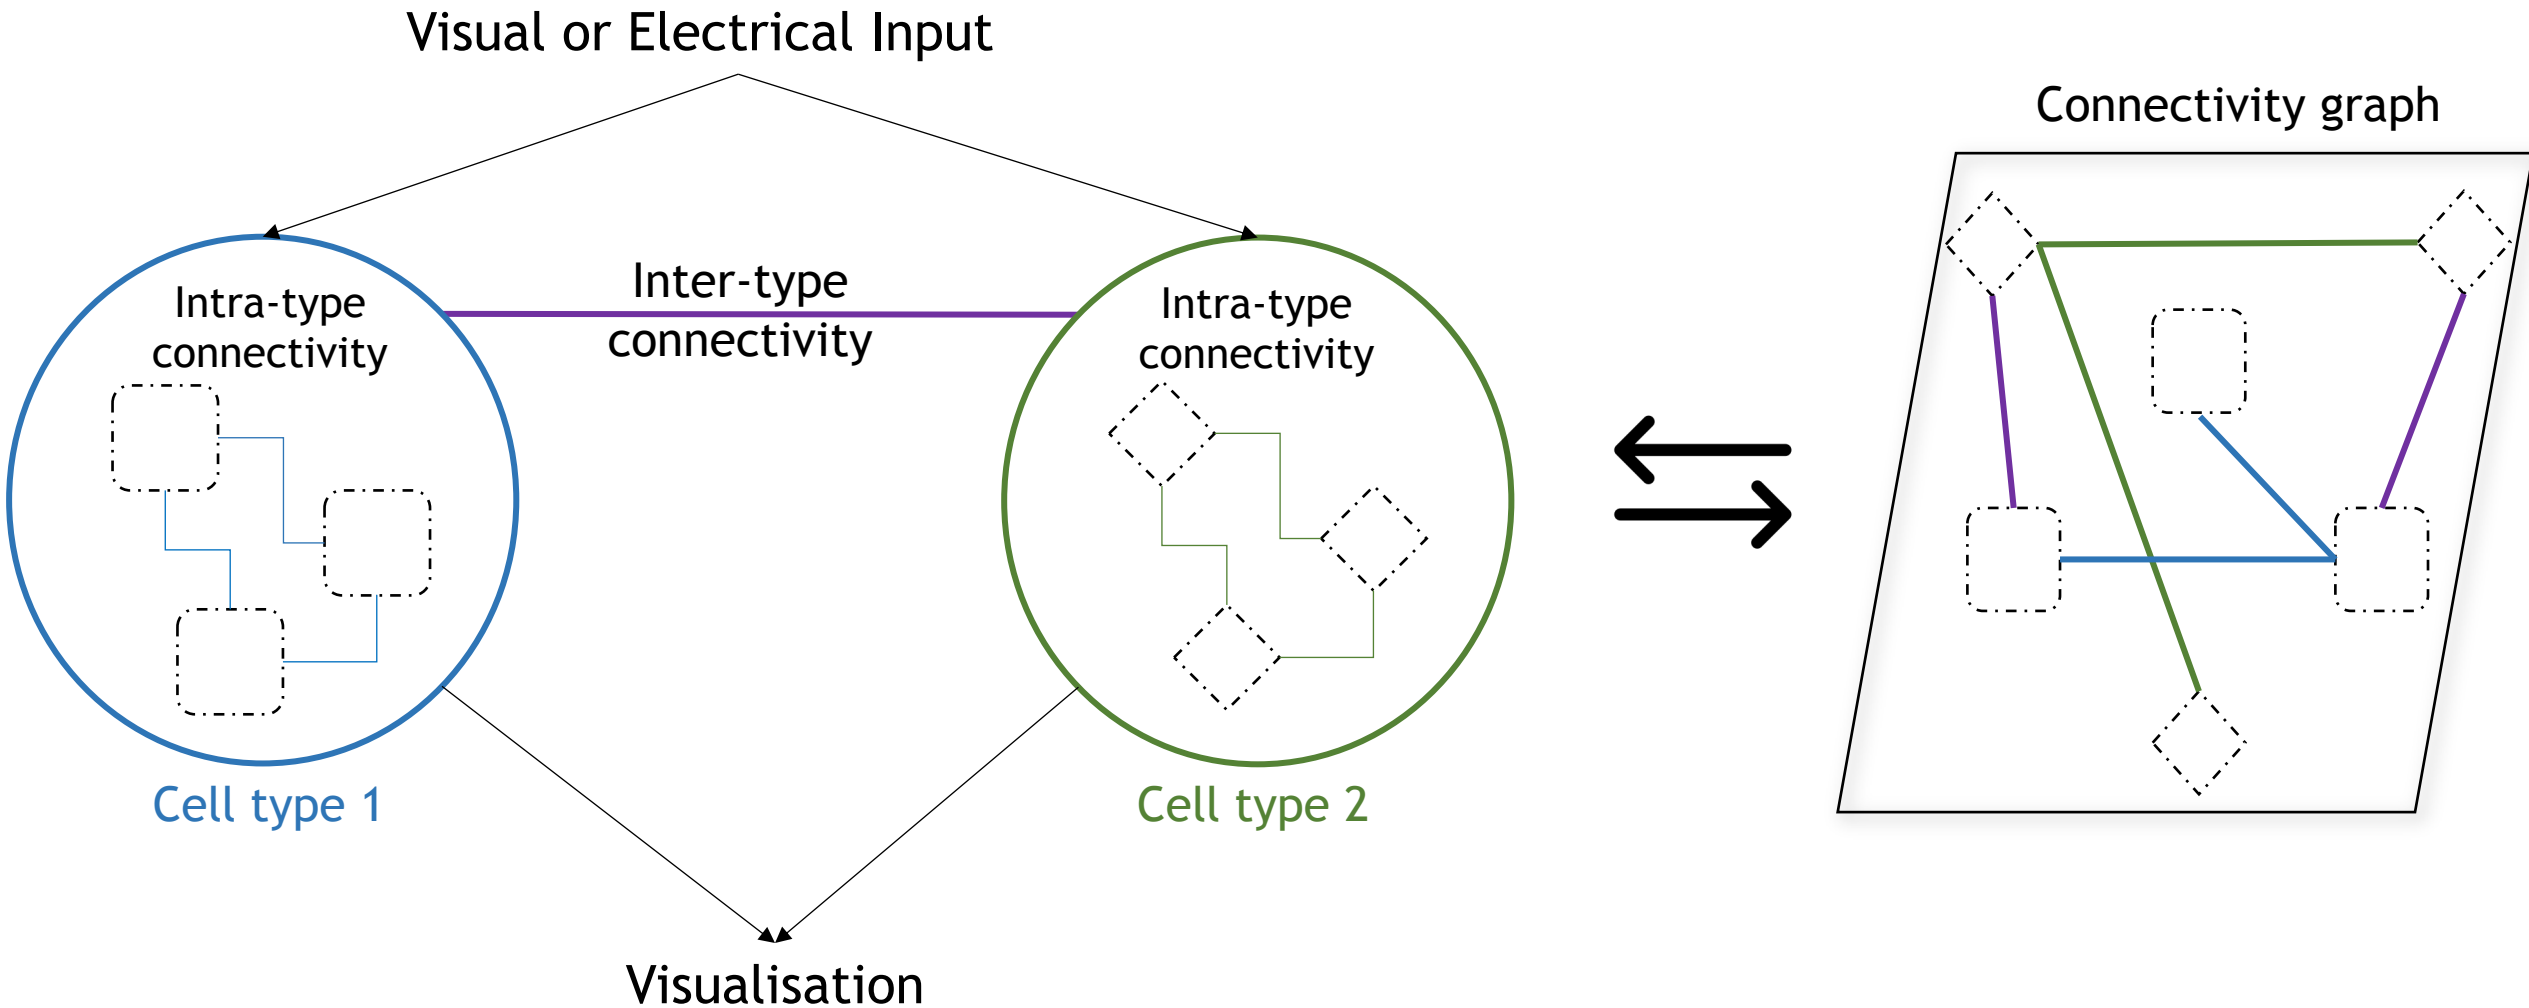 Visual or Electrical Input
Connectivity graph
Inter-type
connectivity
Intra-type
connectivity
Intra-type
connectivity
Cell type 1
Cell type 2
Visualisation